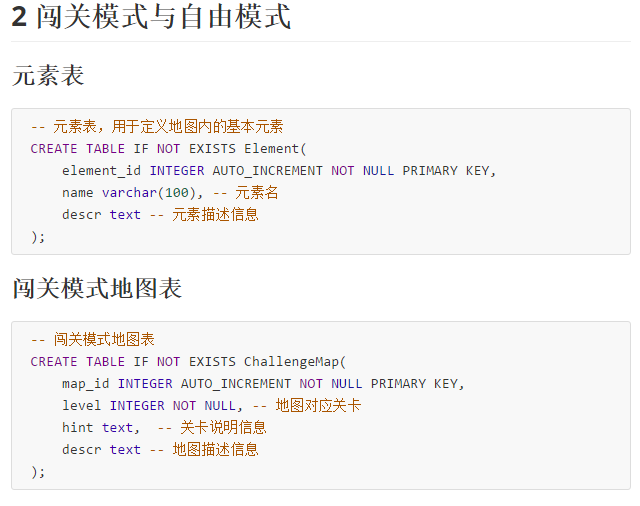 2 闯关模式与自由模式
元素表
-- 元素表，用于定义地图内的基本元素
CREATE TABLE IF NOT EXISTS Element(
    element_id INTEGER AUTO_INCREMENT NOT NULL PRIMARY KEY,
    name varchar(100), -- 元素名
    descr text -- 元素描述信息
);
闯关模式地图表
-- 闯关模式地图表
CREATE TABLE IF NOT EXISTS ChallengeMap(
    map_id INTEGER AUTO_INCREMENT NOT NULL PRIMARY KEY,
    level INTEGER NOT NULL, -- 地图对应关卡
    hint text,  -- 关卡说明信息
    descr text -- 地图描述信息
);